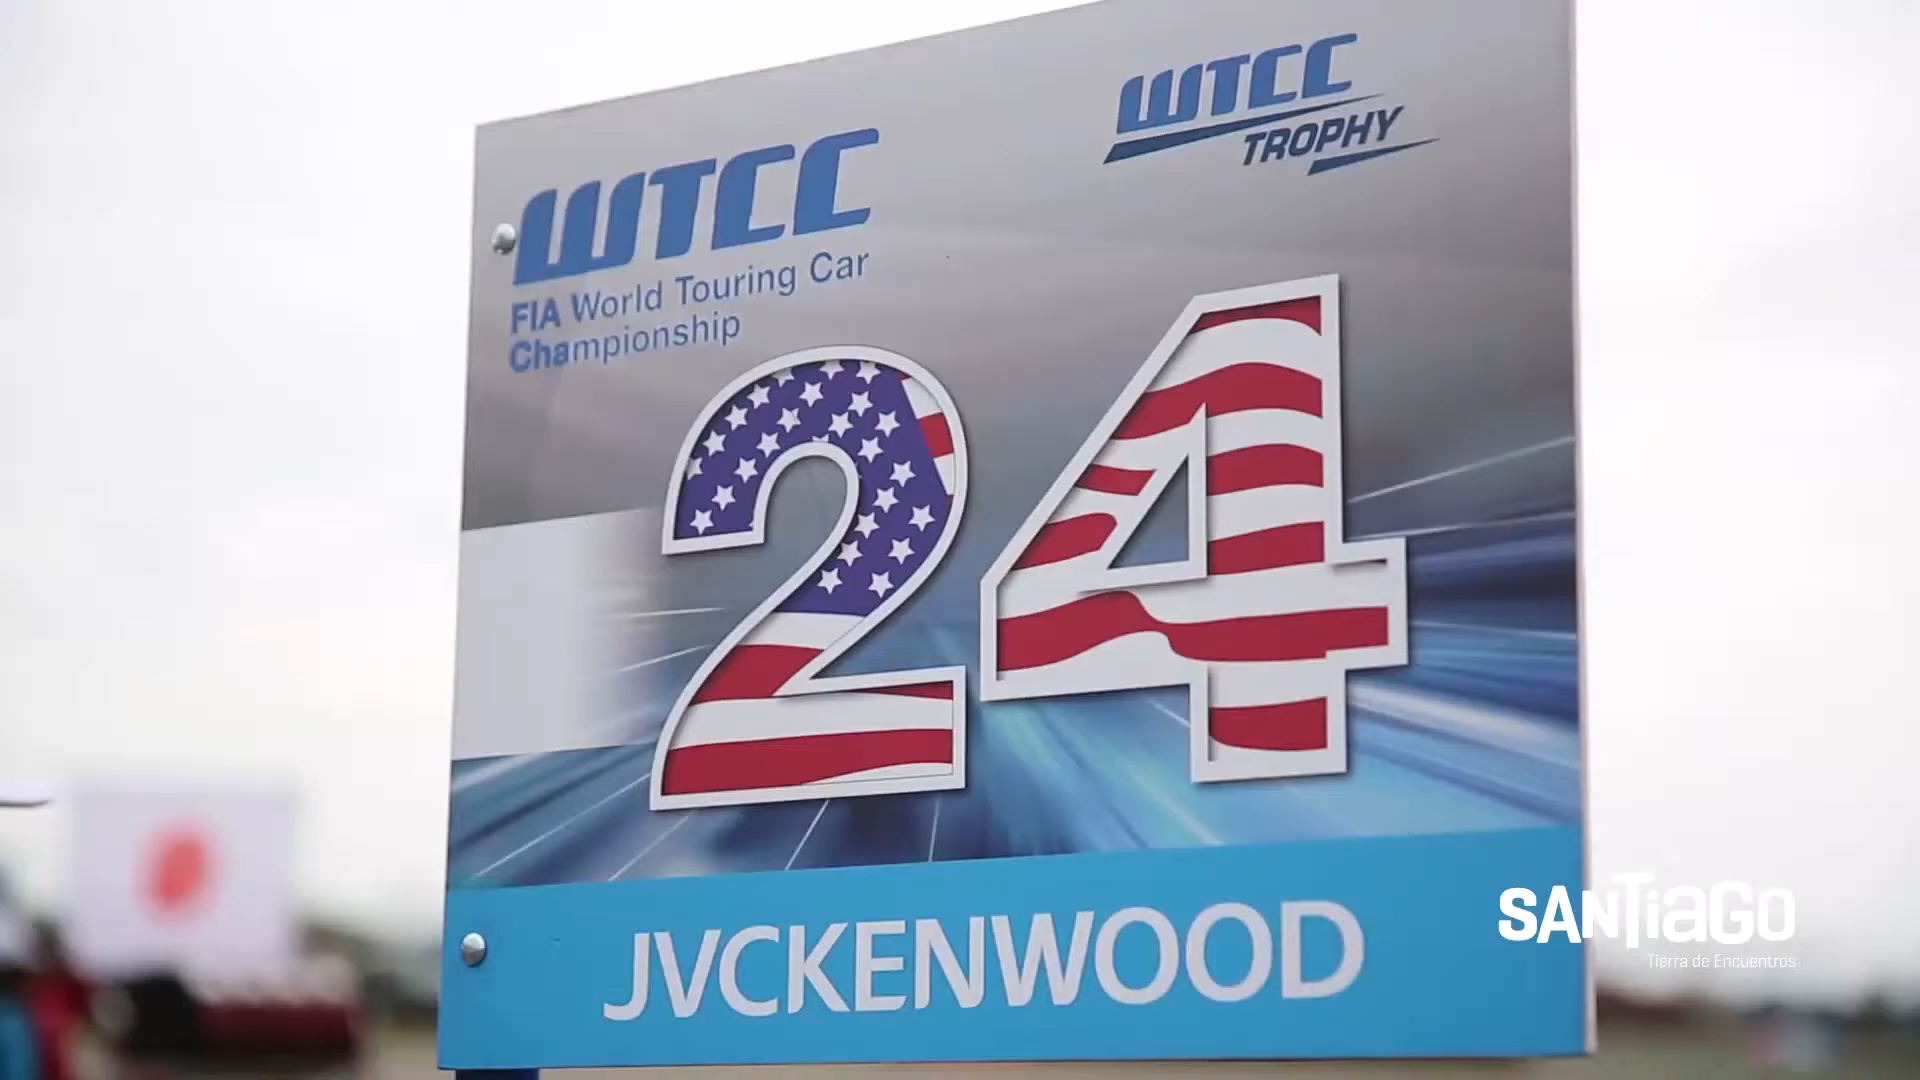 WTCC
FIA World Touring Car
Championship
WTCC
TROPHY
24
JVCKENWOOD
SANTiAGO
Tierra de Encuentros